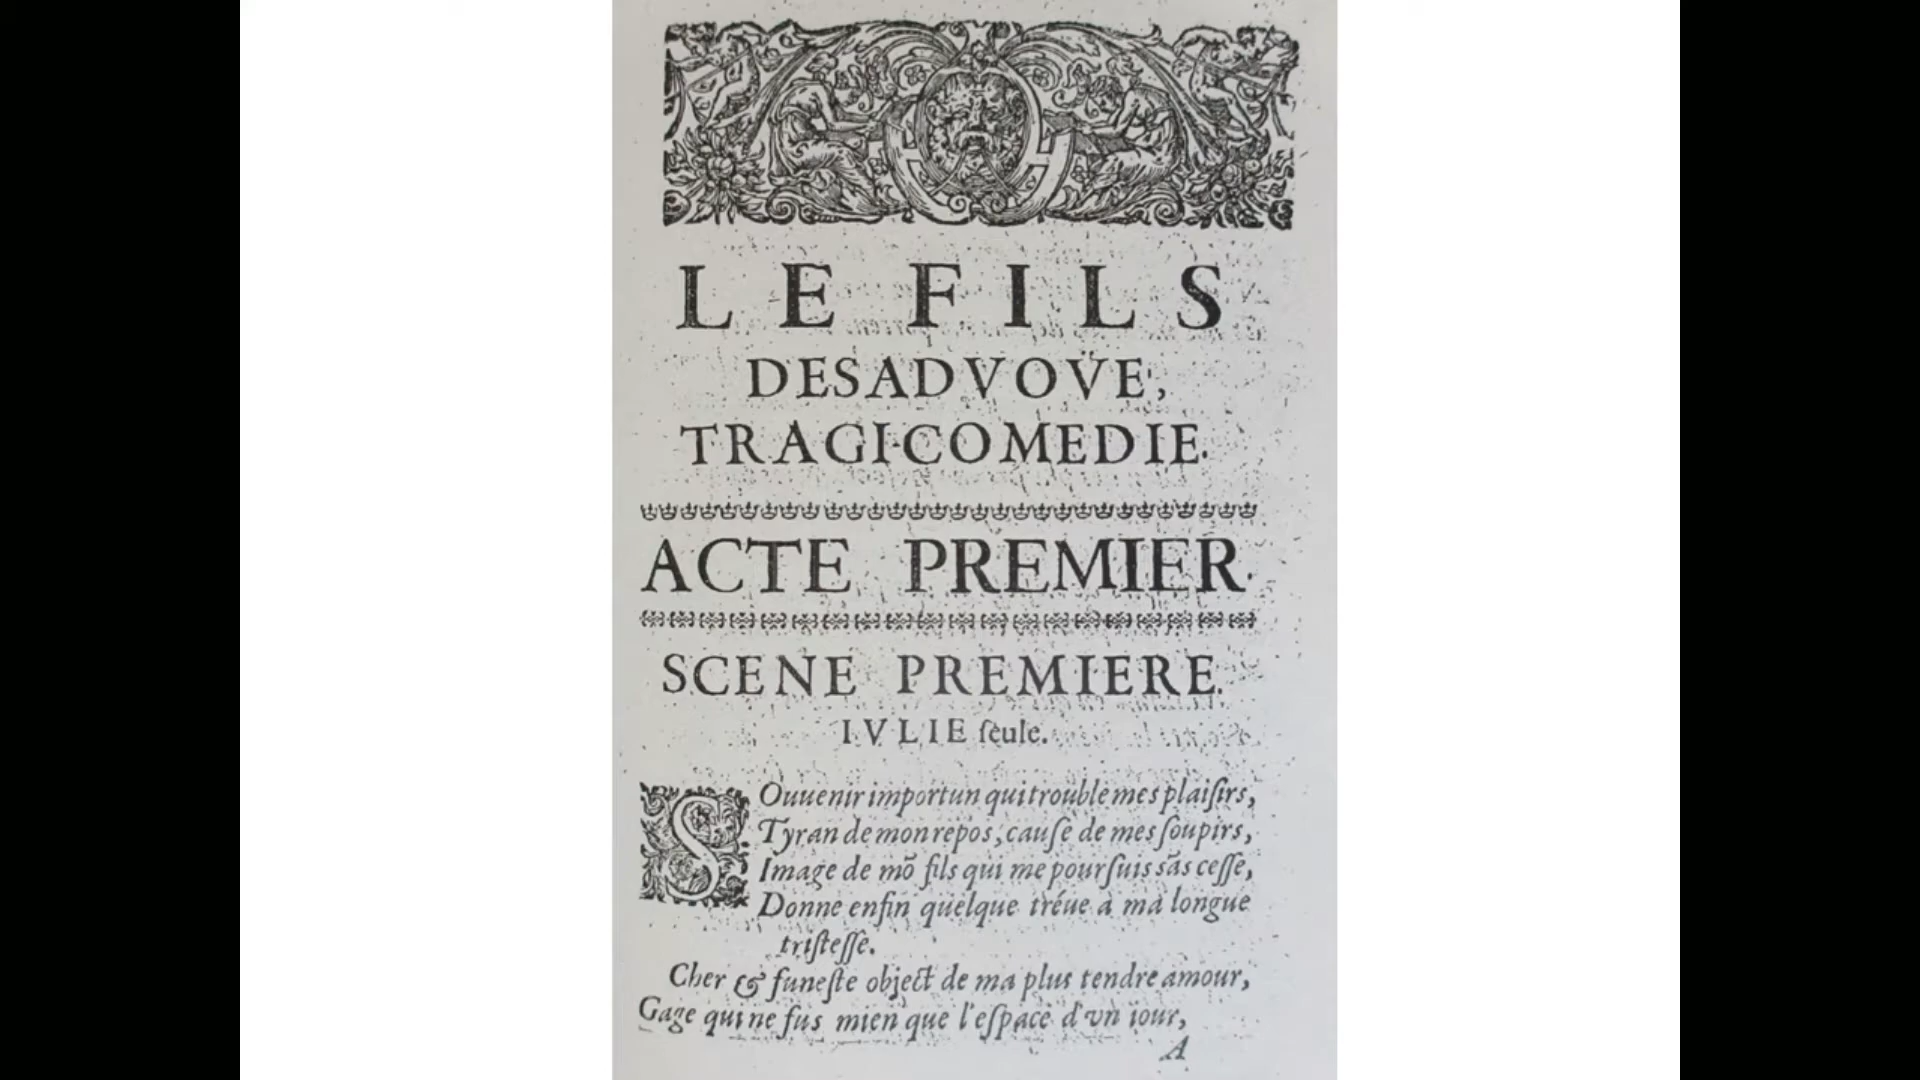 LE FILS
DESADVOVË',
TRAGI-COMEDIE.
ACTE PREMIER.
SCENE PREMIERE.
IVLIE ſeule.
SOuuenir importun qui trouble mes plaiſirs,
Tyran de mon repos, cauſe de mes ſoupirs,
Image de mõ fils qui me pourſuis sãs ceſſe,
Donne enfin quelque tréue à ma longue
triſteſſe.
Cher & funeſte object de ma plus tendre amour,
Gage qui ne fus mien que l'eſpace d'vn iour,
A